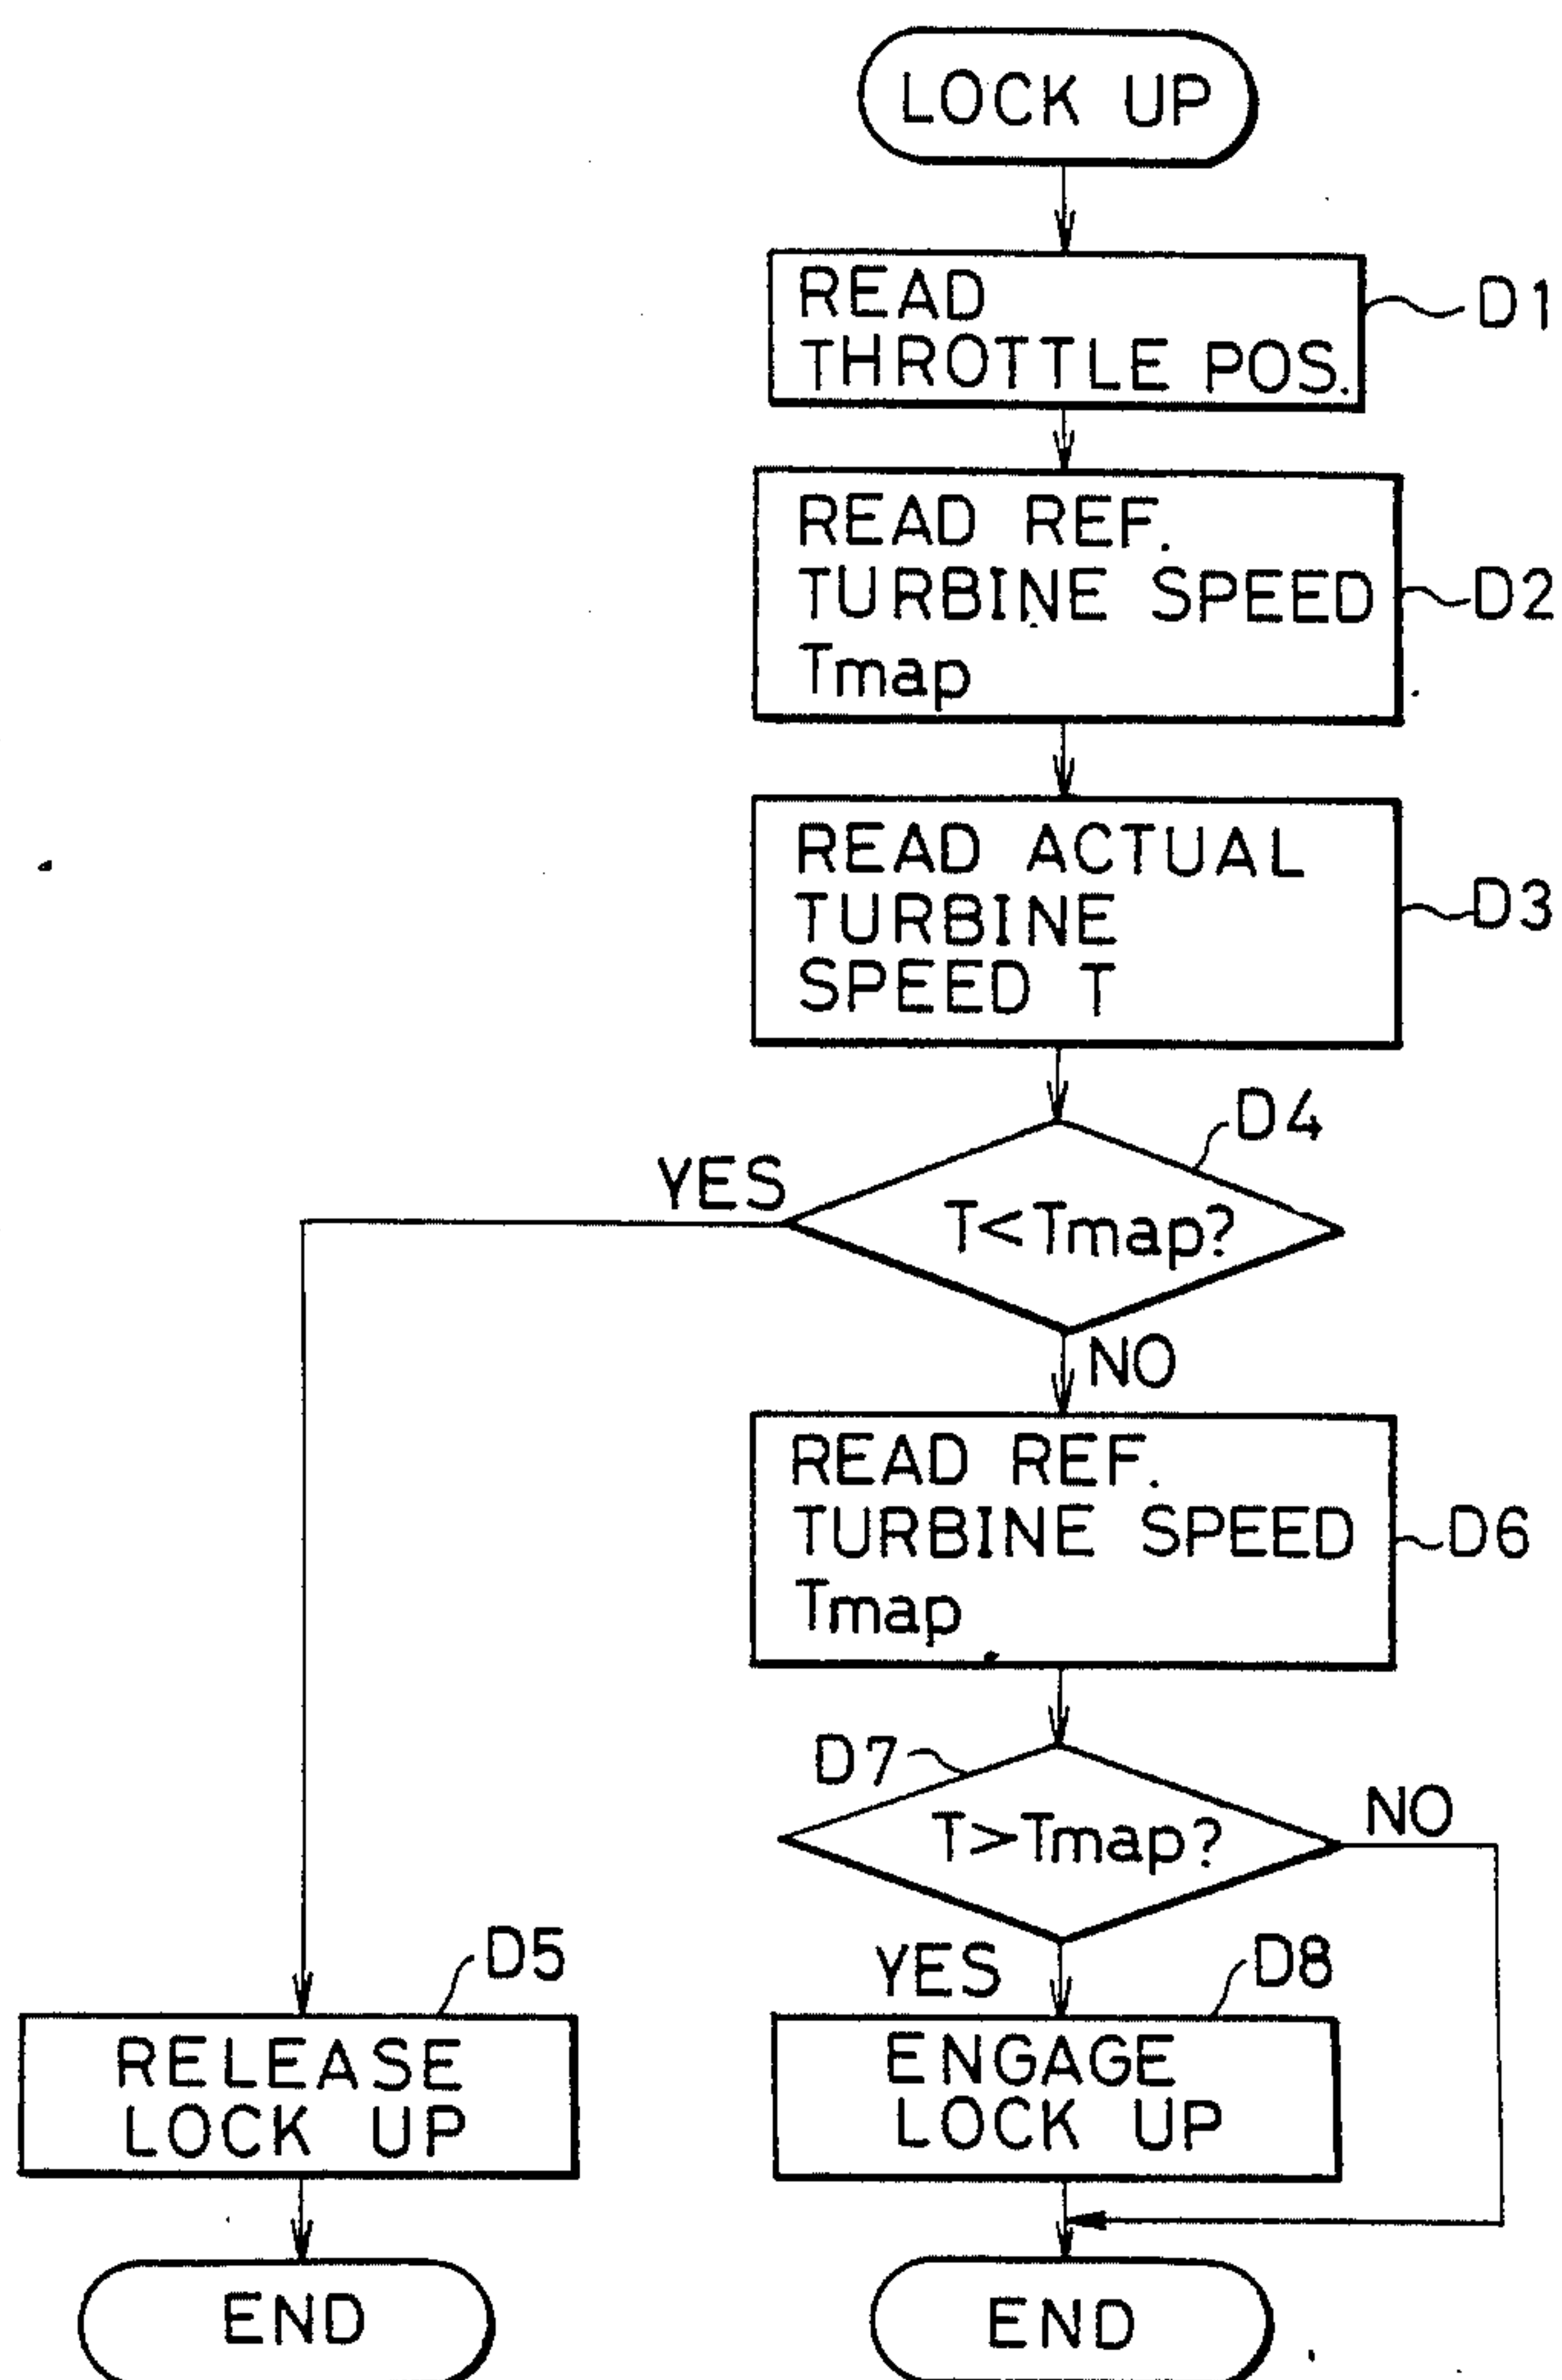 LOCK UP
READ
THROTTLE POS.
D1
READ REF.
TURBINE SPEED
Tmap
D2
READ ACTUAL
TURBINE
SPEED T
D3
D4
YES
T<Tmap?
NO
READ REF.
TURBINE SPEED
Tmap
D6
D7
T>Tmap?
NO
YES
D5
D8
RELEASE
LOCK UP
ENGAGE
LOCK UP
END
END